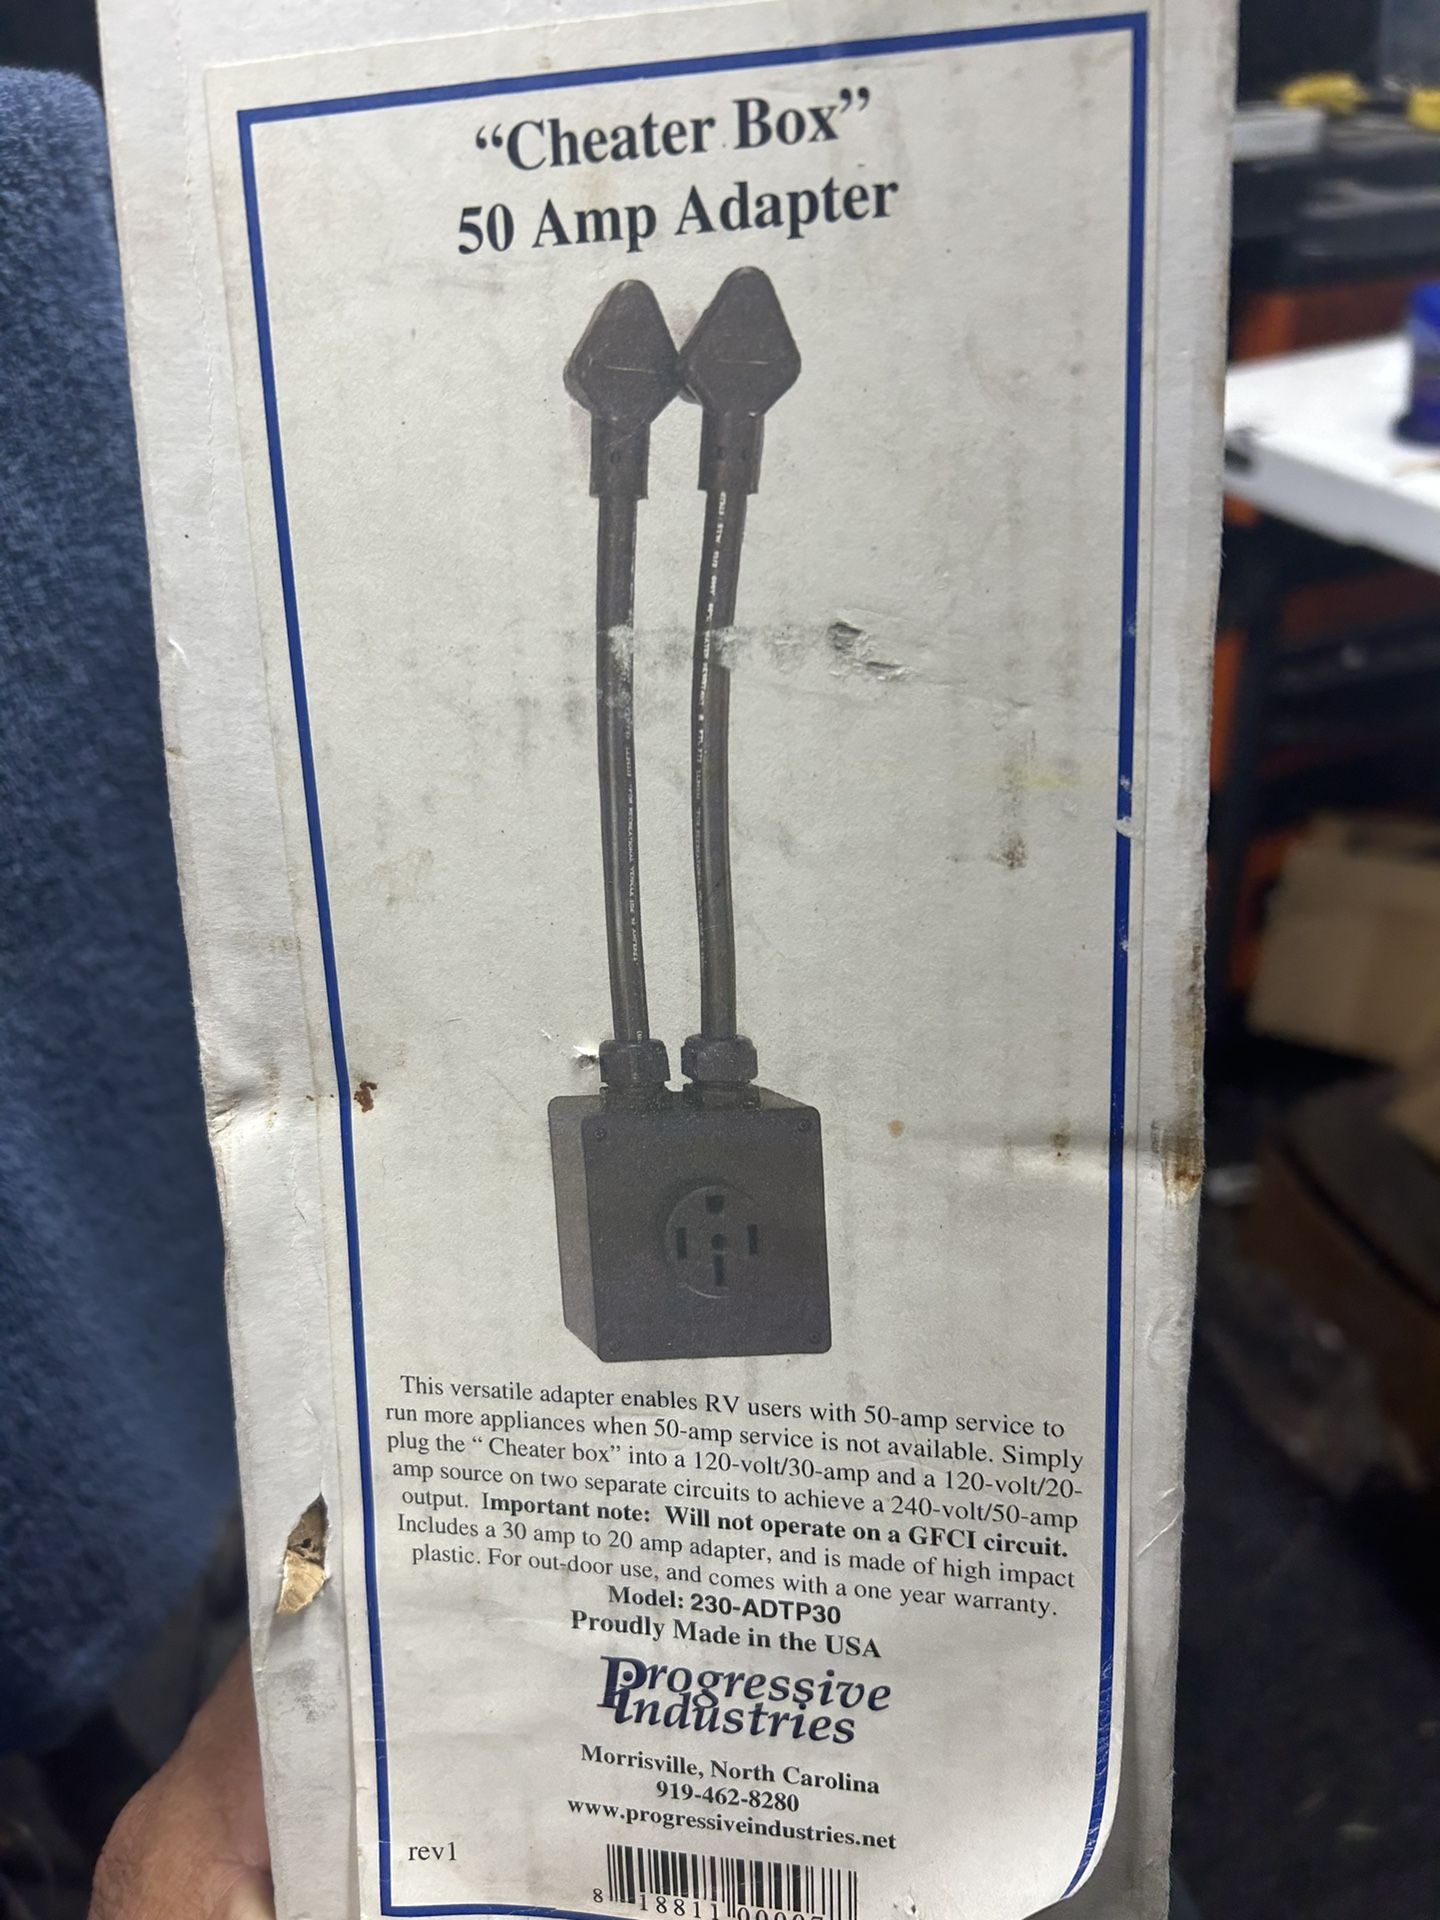 “Cheater Box”
50 Amp Adapter
This versatile adapter enables RV users with 50-amp service to
run more appliances when 50-amp service is not available. Simply
plug the “ Cheater box” into a 120-volt/30-amp and a 120-volt/20-
amp source on two separate circuits to achieve a 240-volt/50-amp
output. Important note: Will not operate on a GFCI circuit.
Includes a 30 amp to 20 amp adapter, and is made of high impact
plastic. For out-door use, and comes with a one year warranty.
Model: 230-ADTP30
Proudly Made in the USA
Progressive
Industries
Morrisville, North Carolina
919-462-8280
www.progressiveindustries.net
rev1
8 18811